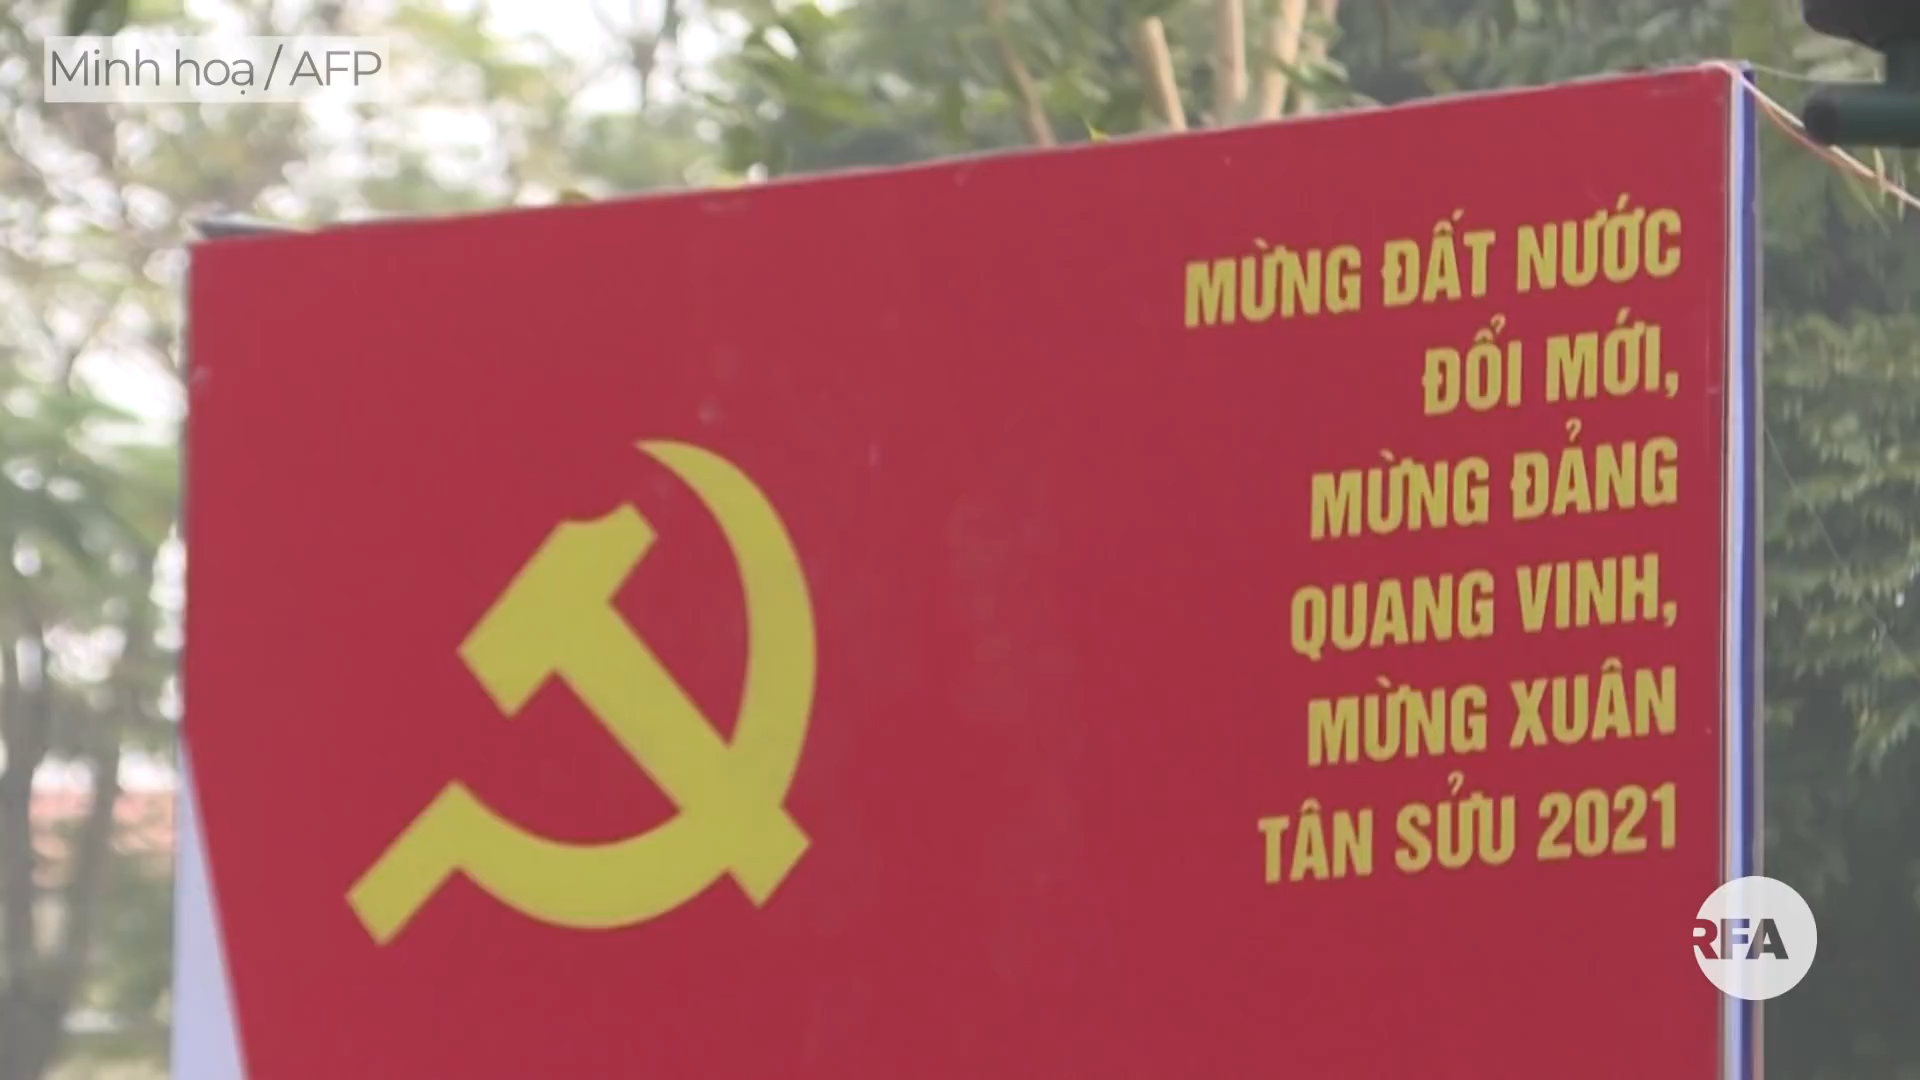 Minh hoạ / AFP
MỪNG ĐẤT NƯỚC
ĐỔI MỚI,
MỪNG ĐẢNG
QUANG VINH,
MỪNG XUÂN
TÂN SỬU 2021
RFA